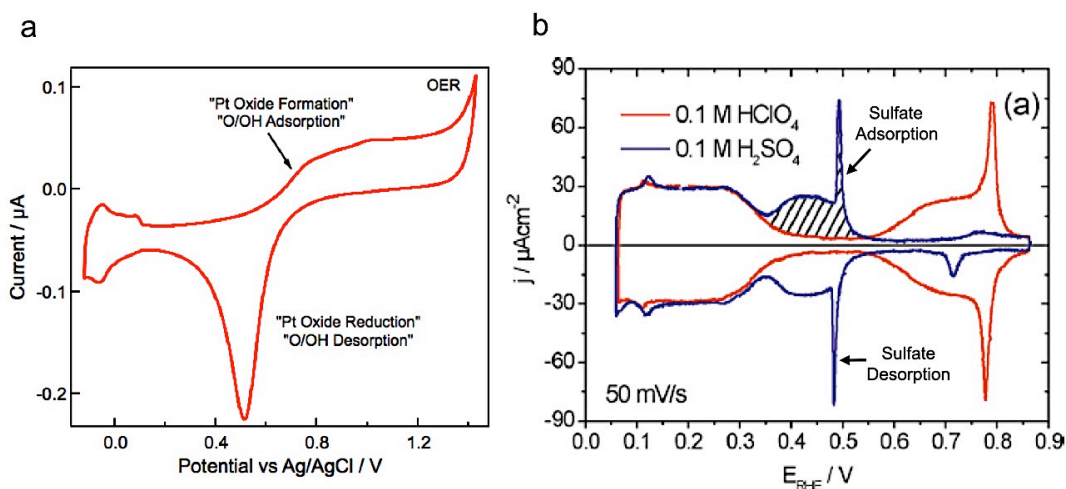 a
0.1
0.0
-0.1
-0.2
Current / µA
OER
"Pt Oxide Formation"
"O/OH Adsorption"
"Pt Oxide Reduction"
"O/OH Desorption"
0.0
0.4
0.8
1.2
Potential vs Ag/AgCl / V
b
90
60
30
0
-30
-60
-90
j / µAcm⁻²
0.1 M HClO₄
0.1 M H₂SO₄
Sulfate
Adsorption
(a)
Sulfate
Desorption
50 mV/s
0.0
0.1
0.2
0.3
0.4
0.5
0.6
0.7
0.8
0.9
E_RHE / V